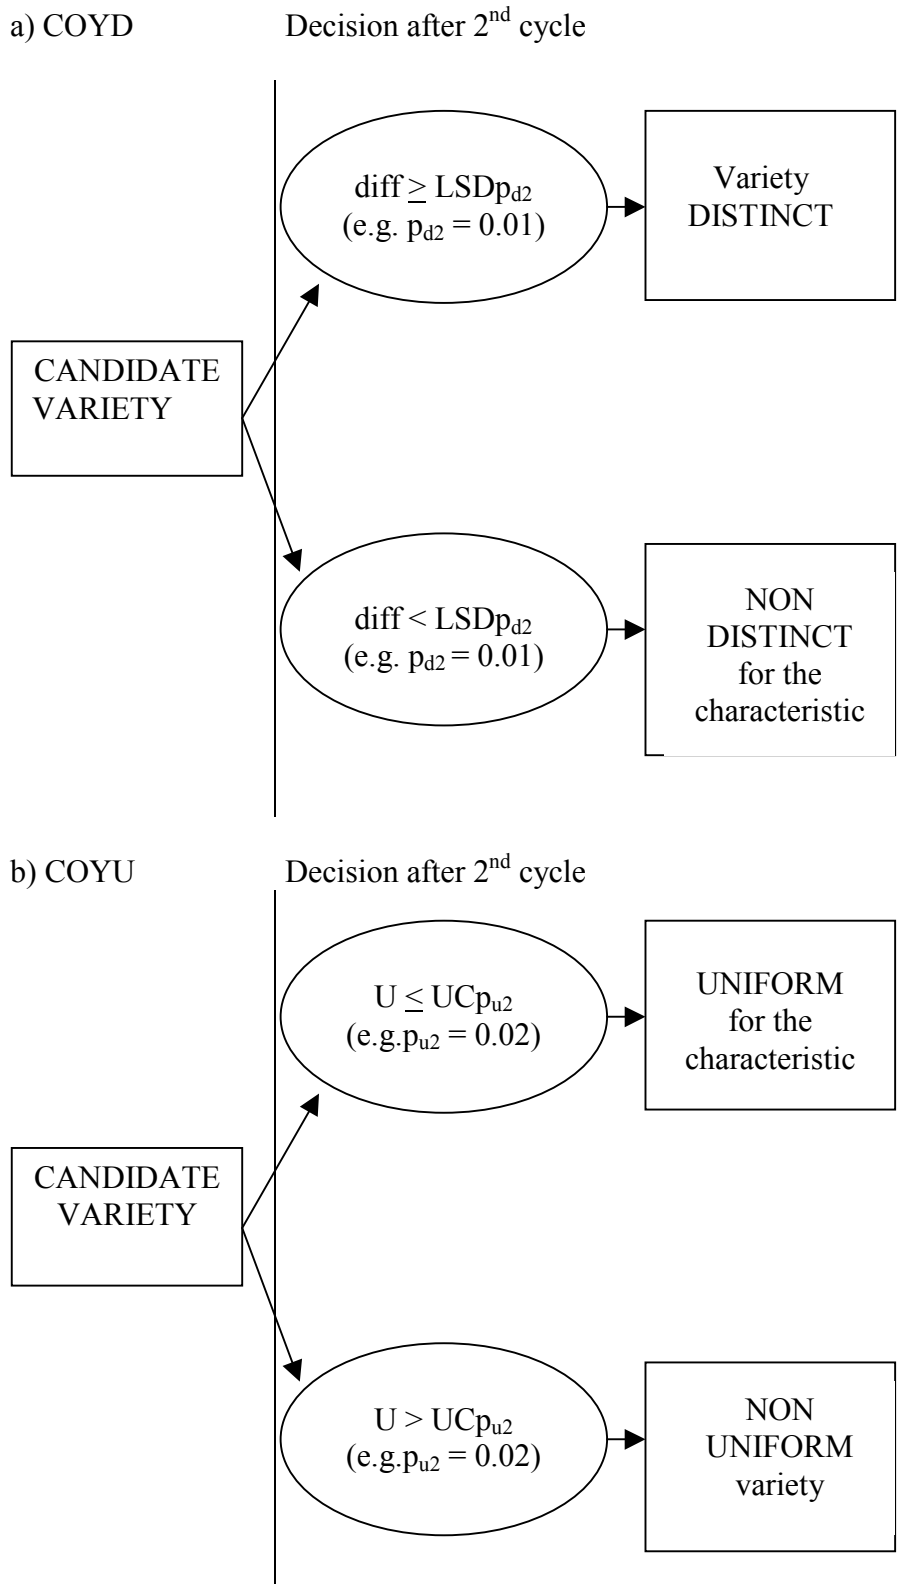 a) COYD
Decision after 2nd cycle
diff ≥ LSDpd2
(e.g. pd2 = 0.01)
Variety
DISTINCT
CANDIDATE
VARIETY
diff < LSDpd2
(e.g. pd2 = 0.01)
NON
DISTINCT
for the
characteristic
b) COYU
Decision after 2nd cycle
U ≤ UCpu2
(e.g.pu2 = 0.02)
UNIFORM
for the
characteristic
CANDIDATE
VARIETY
U > UCpu2
(e.g.pu2 = 0.02)
NON
UNIFORM
variety